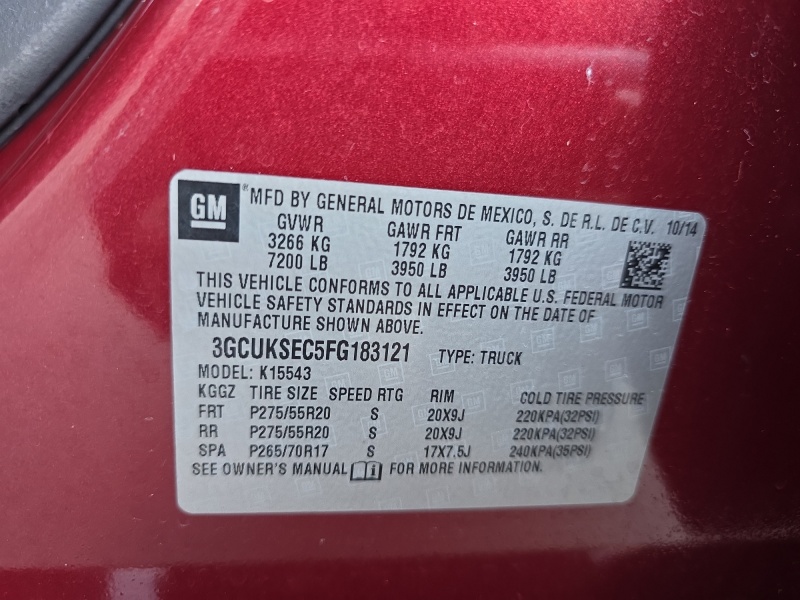 GM ® MFD BY GENERAL MOTORS DE MEXICO, S. DE R.L. DE C.V. 10/14
GVWR GAWR FRT GAWR RR
3266 KG 1792 KG 1792 KG
7200 LB 3950 LB 3950 LB
THIS VEHICLE CONFORMS TO ALL APPLICABLE U.S. FEDERAL MOTOR
VEHICLE SAFETY STANDARDS IN EFFECT ON THE DATE OF
MANUFACTURE SHOWN ABOVE.
3GCUKSEC5FG183121 TYPE: TRUCK
MODEL: K15543
KGGZ TIRE SIZE SPEED RTG RIM COLD TIRE PRESSURE
FRT P275/55R20 S 20X9J 220KPA(32PSI)
RR P275/55R20 S 20X9J 220KPA(32PSI)
SPA P265/70R17 S 17X7.5J 240KPA(35PSI)
SEE OWNER'S MANUAL FOR MORE INFORMATION.